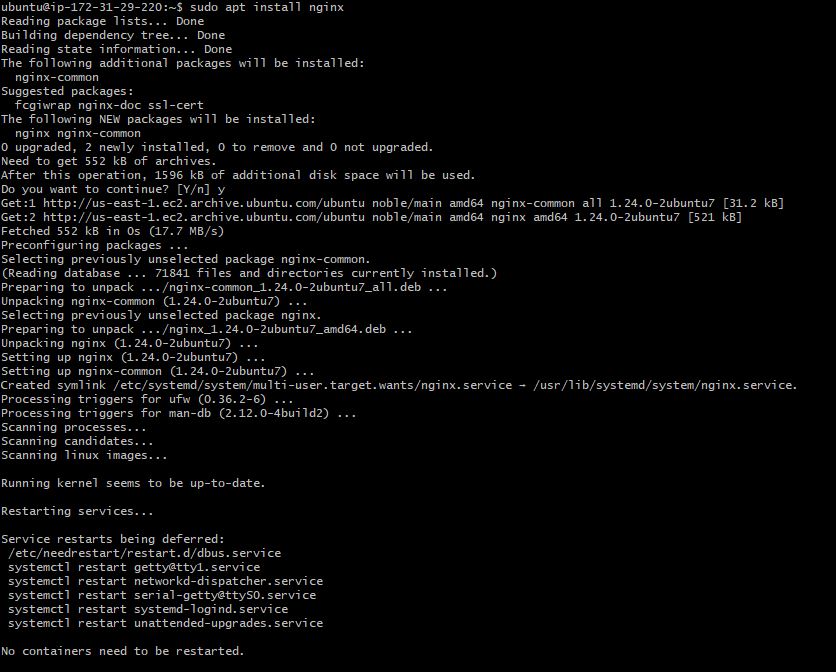 ubuntu@ip-172-31-29-220:~$ sudo apt install nginx
Reading package lists... Done
Building dependency tree... Done
Reading state information... Done
The following additional packages will be installed:
  nginx-common
Suggested packages:
  fcgiwrap nginx-doc ssl-cert
The following NEW packages will be installed:
  nginx nginx-common
0 upgraded, 2 newly installed, 0 to remove and 0 not upgraded.
Need to get 552 kB of archives.
After this operation, 1596 kB of additional disk space will be used.
Do you want to continue? [Y/n] y
Get:1 http://us-east-1.ec2.archive.ubuntu.com/ubuntu noble/main amd64 nginx-common all 1.24.0-2ubuntu7 [31.2 kB]
Get:2 http://us-east-1.ec2.archive.ubuntu.com/ubuntu noble/main amd64 nginx amd64 1.24.0-2ubuntu7 [521 kB]
Fetched 552 kB in 0s (17.7 MB/s)
Preconfiguring packages ...
Selecting previously unselected package nginx-common.
(Reading database ... 71841 files and directories currently installed.)
Preparing to unpack .../nginx-common_1.24.0-2ubuntu7_all.deb ...
Unpacking nginx-common (1.24.0-2ubuntu7) ...
Selecting previously unselected package nginx.
Preparing to unpack .../nginx_1.24.0-2ubuntu7_amd64.deb ...
Unpacking nginx (1.24.0-2ubuntu7) ...
Setting up nginx (1.24.0-2ubuntu7) ...
Setting up nginx-common (1.24.0-2ubuntu7) ...
Created symlink /etc/systemd/system/multi-user.target.wants/nginx.service → /usr/lib/systemd/system/nginx.service.
Processing triggers for ufw (0.36.2-6) ...
Processing triggers for man-db (2.12.0-4build2) ...
Scanning processes...
Scanning candidates...
Scanning linux images...

Running kernel seems to be up-to-date.

Restarting services...

Service restarts being deferred:
 /etc/needrestart/restart.d/dbus.service
 systemctl restart getty@tty1.service
 systemctl restart networkd-dispatcher.service
 systemctl restart serial-getty@ttyS0.service
 systemctl restart systemd-logind.service
 systemctl restart unattended-upgrades.service

No containers need to be restarted.